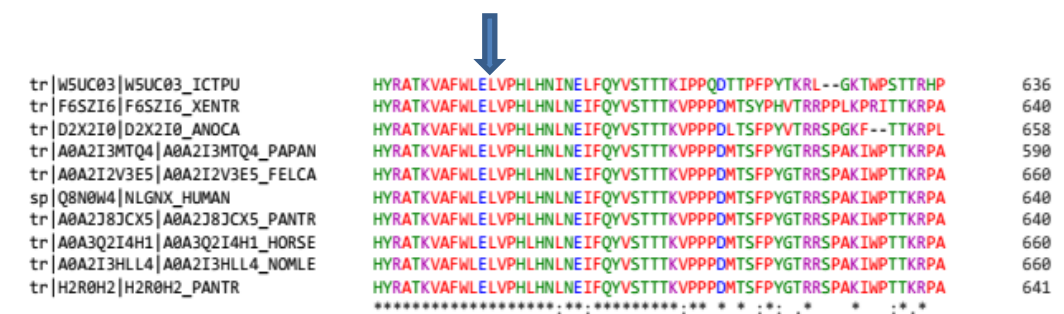 tr|W5UC03|W5UC03_ICTPU HYRATKVAFWLELVPHLHNINELFQYVSTTTKIPPQDTTPFPYTKRL--GKTWPSTTRHP 636
tr|F6SZI6|F6SZI6_XENTR HYRATKVAFWLELVPHLHNLNEIFQYVSTTTKVPPPDMTSYPHVTRRPPLKPRITTKRPA 640
tr|D2X2I0|D2X2I0_ANOCA HYRATKVAFWLELVPHLHNLNEIFQYVSTTTKVPPPDLTSFPYVTRRSPGKF--TTKRPL 658
tr|A0A2I3MTQ4|A0A2I3MTQ4_PAPAN HYRATKVAFWLELVPHLHNLNEIFQYVSTTTKVPPPDMTSFPYGTRRSPAKIWPTTKRPA 590
tr|A0A2I2V3E5|A0A2I2V3E5_FELCA HYRATKVAFWLELVPHLHNLNEIFQYVSTTTKVPPPDMTSFPYGTRRSPAKIWPTTKRPA 660
sp|Q8N0W4|NLGNX_HUMAN HYRATKVAFWLELVPHLHNLNEIFQYVSTTTKVPPPDMTSFPYGTRRSPAKIWPTTKRPA 640
tr|A0A2J8JCX5|A0A2J8JCX5_PANTR HYRATKVAFWLELVPHLHNLNEIFQYVSTTTKVPPPDMTSFPYGTRRSPAKIWPTTKRPA 640
tr|A0A3Q2I4H1|A0A3Q2I4H1_HORSE HYRATKVAFWLELVPHLHNLNEIFQYVSTTTKVPPPDMTSFPYGTRRSPAKIWPTTKRPA 660
tr|A0A2I3HLL4|A0A2I3HLL4_NOMLE HYRATKVAFWLELVPHLHNLNEIFQYVSTTTKVPPPDMTSFPYGTRRSPAKIWPTTKRPA 660
tr|H2R0H2|H2R0H2_PANTR HYRATKVAFWLELVPHLHNLNEIFQYVSTTTKVPPPDMTSFPYGTRRSPAKIWPTTKRPA 641
*******************:**:*********:** * * :*: .* * :.*